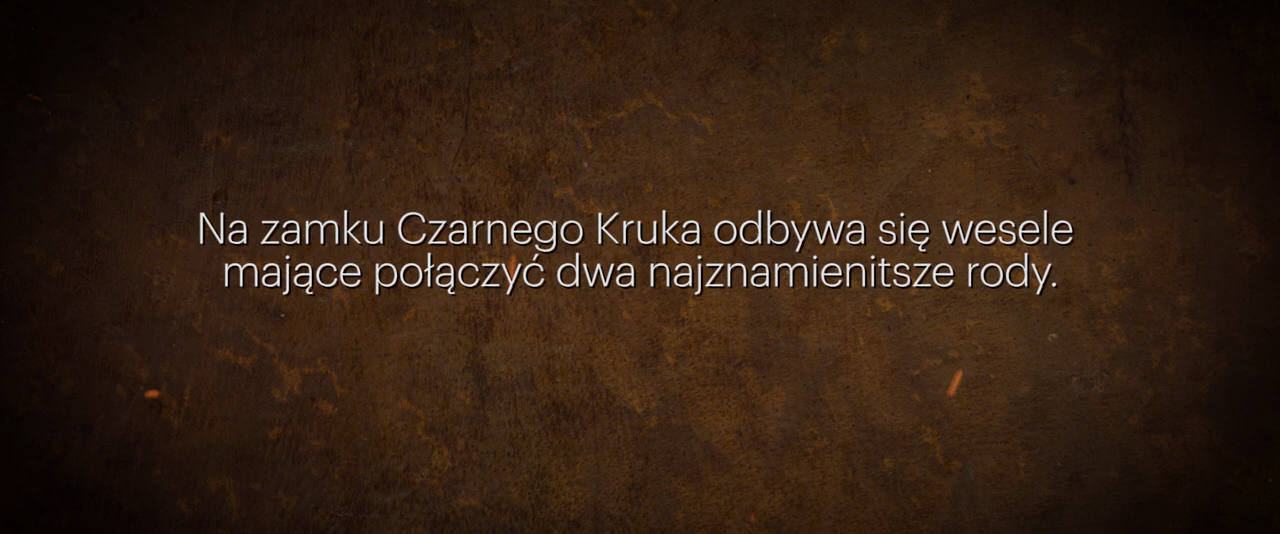 Na zamku Czarnego Kruka odbywa się wesele
mające połączyć dwa najznamienitsze rody.